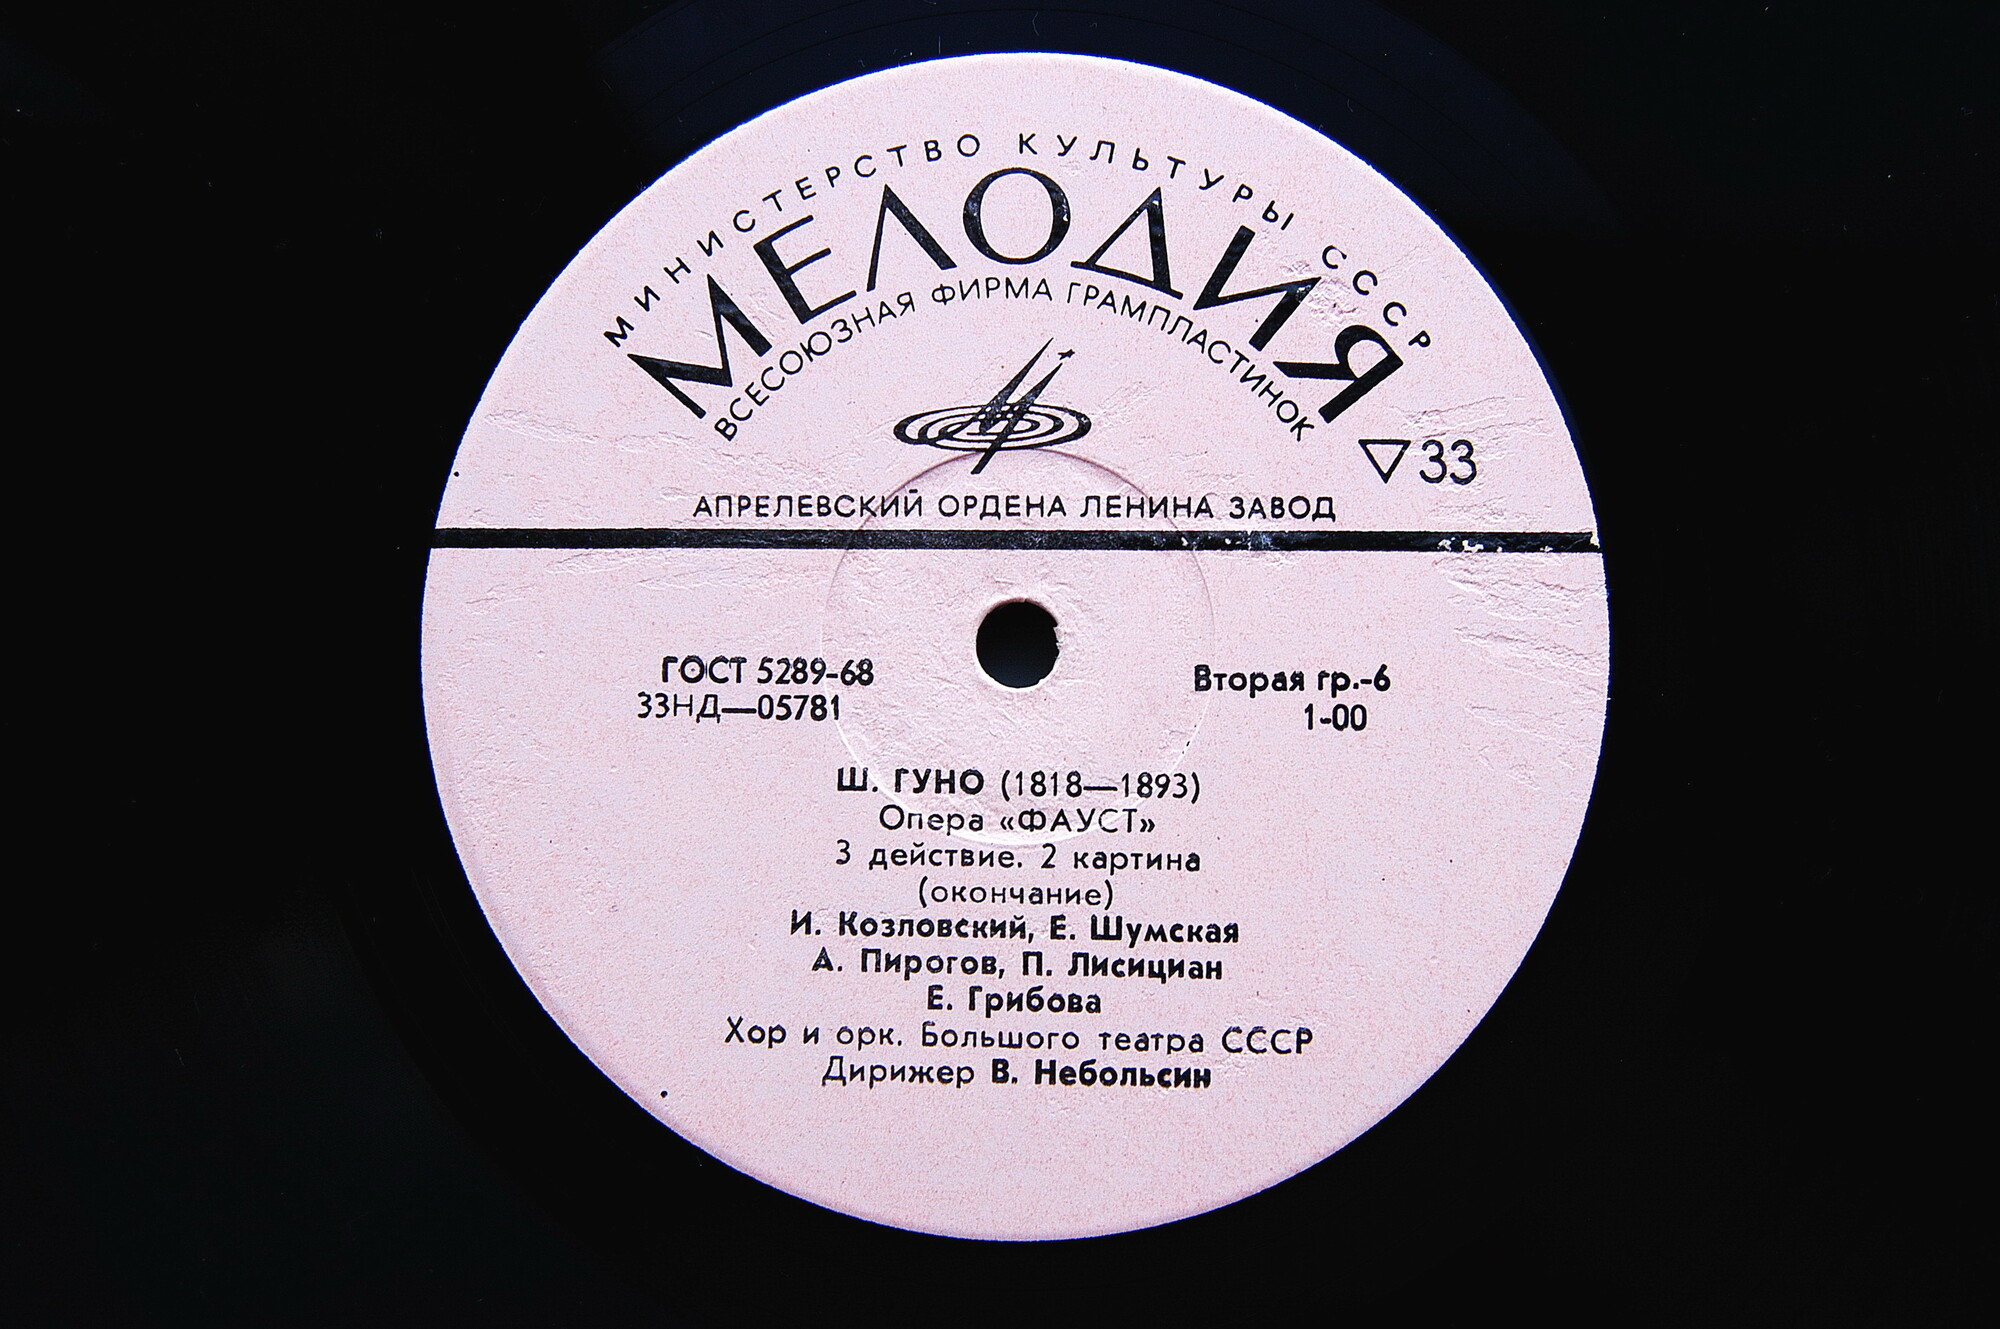 МИНИСТЕРСТВО КУЛЬТУРЫ СССР
МЕЛОДИЯ
ВСЕСОЮЗНАЯ ФИРМА ГРАМПЛАСТИНОК
33
АПРЕЛЕВСКИЙ ОРДЕНА ЛЕНИНА ЗАВОД
ГОСТ 5289-68
33НД—05781
Вторая гр.-6
1-00
Ш. ГУНО (1818—1893)
Опера «ФАУСТ»
3 действие. 2 картина
(окончание)
И. Козловский, Е. Шумская
А. Пирогов, П. Лисициан
Е. Грибова
Хор и орк. Большого театра СССР
Дирижер В. Небольсин